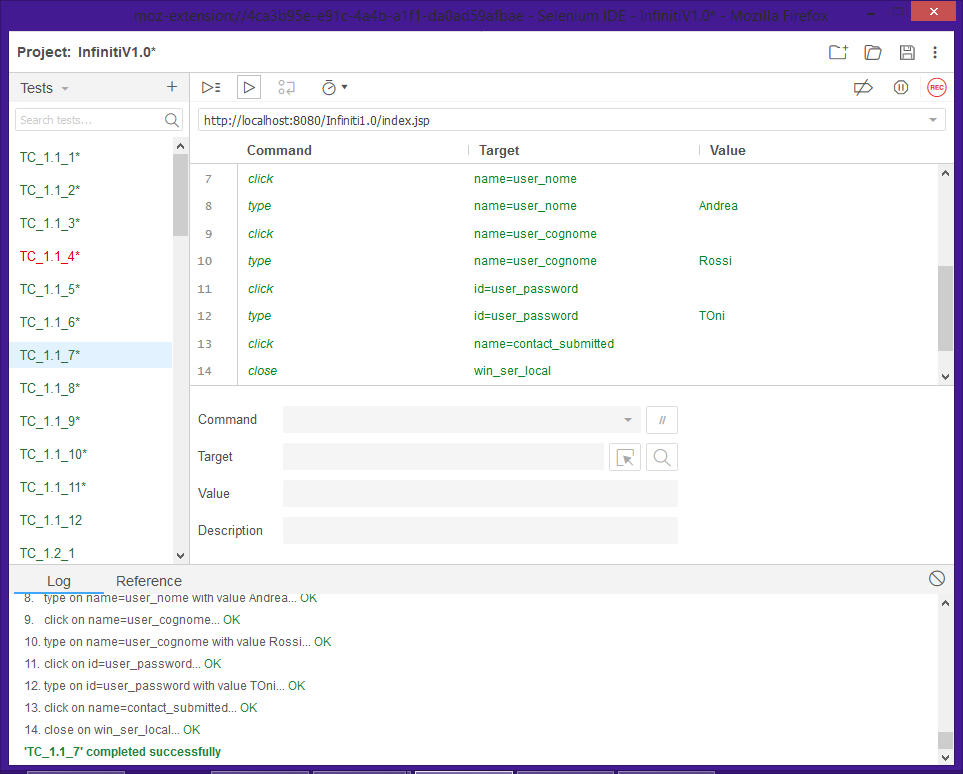 moz-extension://4ca3b95e-e91c-4a4b-a1f1-da0ad59afbae - Selenium IDE - InfinitiV1.0* - Mozilla Firefox
Project: InfinitiV1.0*
Tests
REC
Search tests...
http://localhost:8080/Infiniti1.0/index.jsp
Command Target Value
TC_1.1_1*
TC_1.1_2*
TC_1.1_3*
TC_1.1_4*
TC_1.1_5*
TC_1.1_6*
TC_1.1_7*
TC_1.1_8*
TC_1.1_9*
TC_1.1_10*
TC_1.1_11*
TC_1.1_12
TC_1.2_1
7 click name=user_nome
8 type name=user_nome Andrea
9 click name=user_cognome
10 type name=user_cognome Rossi
11 click id=user_password
12 type id=user_password TOni
13 click name=contact_submitted
14 close win_ser_local
Command //
Target
Value
Description
Log Reference
8. type on name=user_nome with value Andrea... OK
9. click on name=user_cognome... OK
10. type on name=user_cognome with value Rossi... OK
11. click on id=user_password... OK
12. type on id=user_password with value TOni... OK
13. click on name=contact_submitted... OK
14. close on win_ser_local... OK
'TC_1.1_7' completed successfully